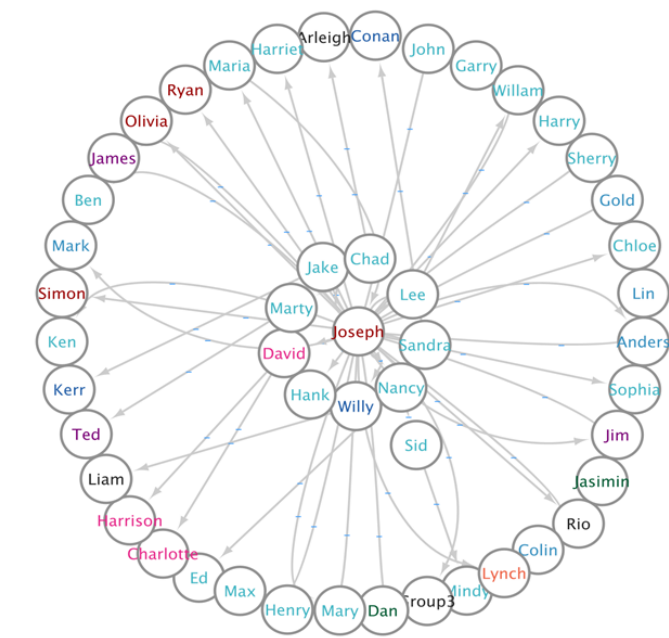 Conan
Arleigh
Harriet
John
Maria
Garry
Ryan
Willam
Olivia
Harry
James
Sherry
Ben
Gold
Mark
Chloe
Chad
Jake
Simon
Lee
Lin
Marty
Joseph
Ken
Sandra
Anders
David
Kerr
Nancy
Sophia
Hank
Willy
Ted
Sid
Jim
Liam
Jasimin
Harrison
Rio
Charlotte
Colin
Ed
Lynch
Max
Mindy
Group3
Henry
Mary
Dan